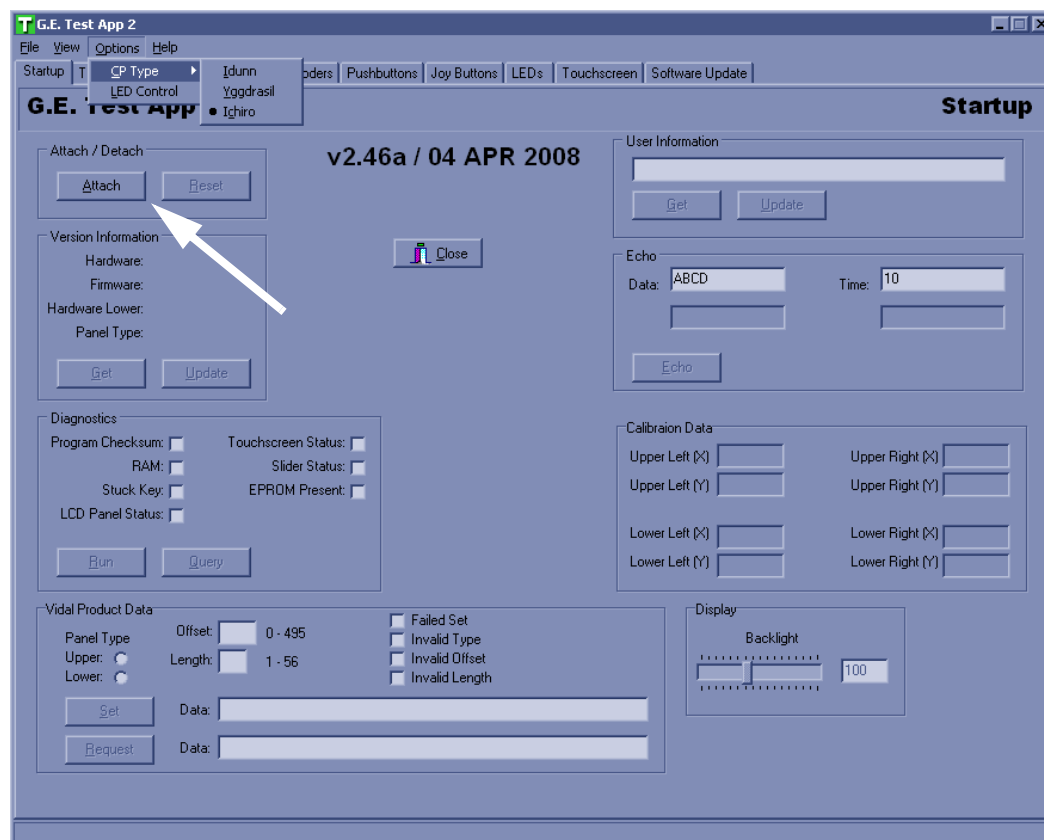 G.E. Test App 2
File View Options Help
Startup T oders Pushbuttons Joy Buttons LEDs Touchscreen Software Update
CP Type
LED Control
Idunn
Yggdrasil
Ichiro
G.E. Test App
Startup
v2.46a / 04 APR 2008
Attach / Detach
Attach Reset
Close
User Information
Get Update
Version Information
Hardware:
Firmware:
Hardware Lower:
Panel Type:
Get Update
Echo
Data: ABCD Time: 10
Echo
Diagnostics
Program Checksum: Touchscreen Status:
RAM: Slider Status:
Stuck Key: EPROM Present:
LCD Panel Status:
Run Query
Calibraion Data
Upper Left (X) Upper Right (X)
Upper Left (Y) Upper Right (Y)
Lower Left (X) Lower Right (X)
Lower Left (Y) Lower Right (Y)
Vidal Product Data
Panel Type
Upper:
Lower:
Offset: 0 - 495
Length: 1 - 56
Failed Set
Invalid Type
Invalid Offset
Invalid Length
Set Data:
Request Data:
Display
Backlight
100